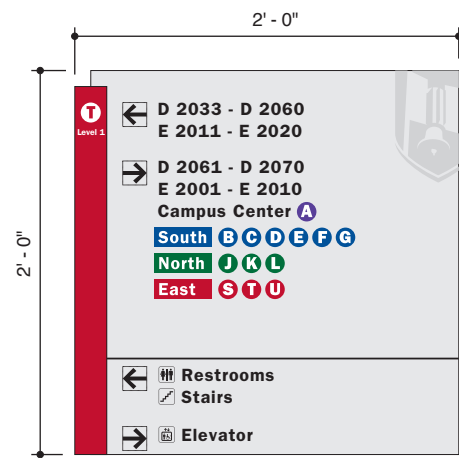 2' - 0"
2' - 0"
T
Level 1
D 2033 - D 2060
E 2011 - E 2020
D 2061 - D 2070
E 2001 - E 2010
Campus Center A
South B C D E F G
North J K L
East S T U
Restrooms
Stairs
Elevator